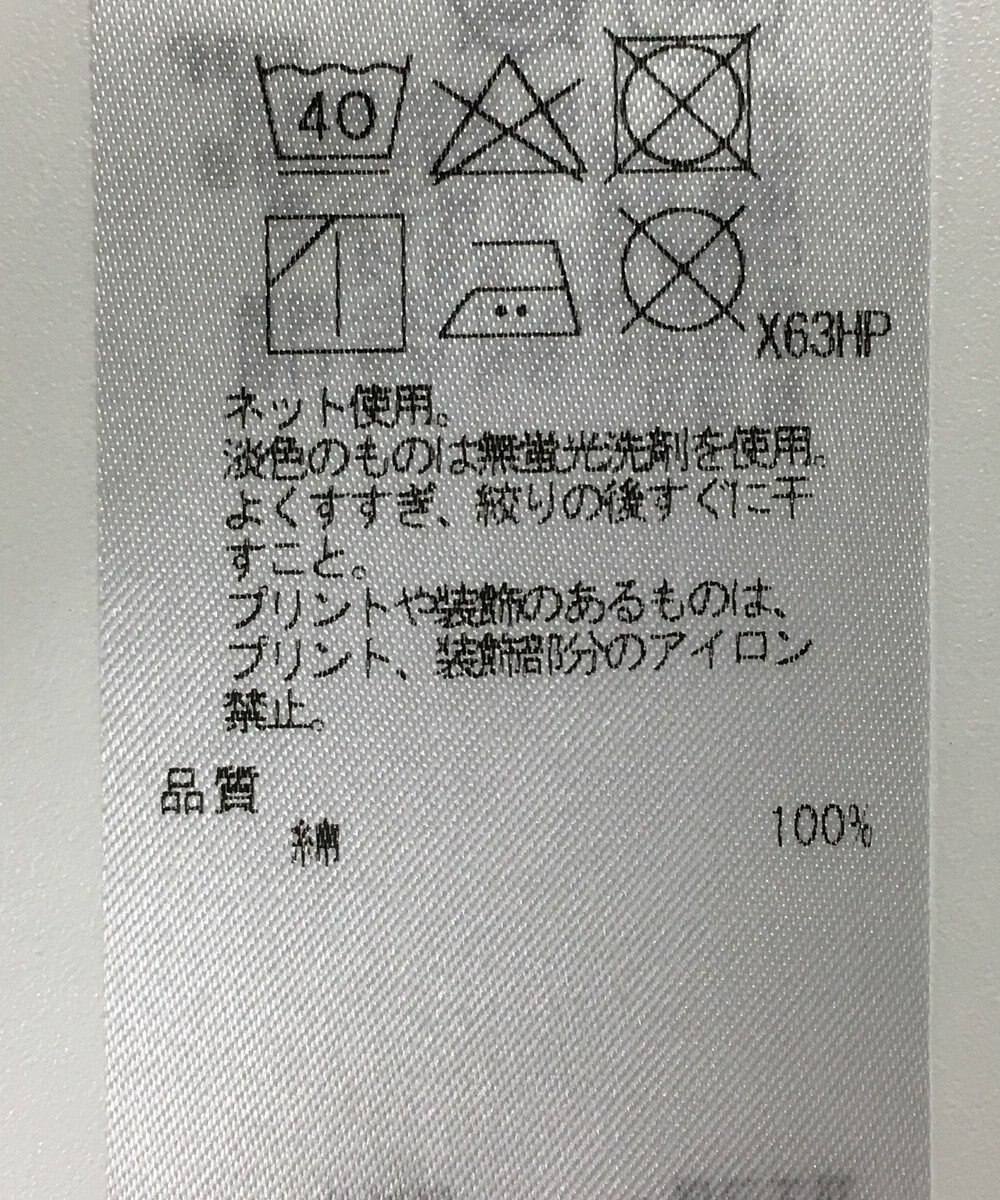 40
X63HP
ネット使用。
淡色のものは無蛍光洗剤を使用。
よくすすぎ、絞りの後すぐに干
すこと。
プリントや装飾のあるものは、
プリント、装飾部分のアイロン
禁止。
品質
綿 100%